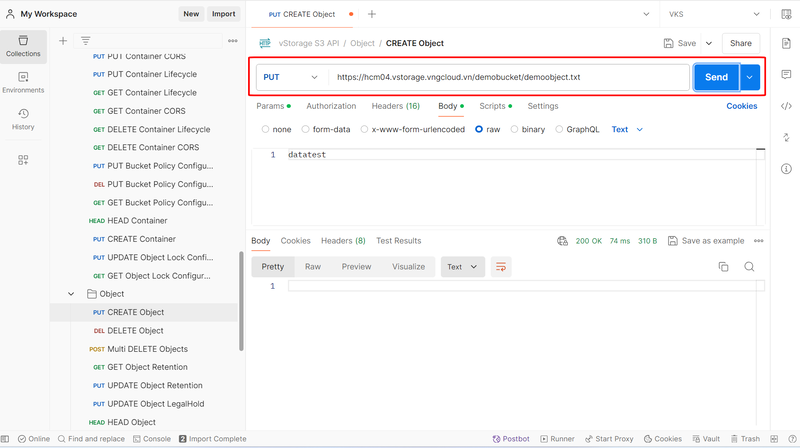 My Workspace
New
Import
PUT CREATE Object
VKS
Collections
Environments
History
PUT Container CORS
PUT Container Lifecycle
GET Container Lifecycle
GET Container CORS
DELETE Container Lifecycle
DELETE Container CORS
PUT Bucket Policy Configu...
DEL PUT Bucket Policy Configu...
GET PUT Bucket Policy Configu...
HEAD HEAD Container
PUT CREATE Container
PUT UPDATE Object Lock Confi...
GET GET Object Lock Configur...
Object
PUT CREATE Object
DEL DELETE Object
POST Multi DELETE Objects
GET GET Object Retention
PUT UPDATE Object Retention
PUT UPDATE Object LegalHold
HEAD HEAD Object
HTTP vStorage S3 API / Object / CREATE Object
Save
Share
PUT
https://hcm04.vstorage.vngcloud.vn/demobucket/demoobject.txt
Send
Params
Authorization
Headers (16)
Body
Scripts
Settings
Cookies
none
form-data
x-www-form-urlencoded
raw
binary
GraphQL
Text
1 datatest
Body
Cookies
Headers (8)
Test Results
200 OK
74 ms
310 B
Save as example
Pretty
Raw
Preview
Visualize
Text
1
Online
Find and replace
Console
2 Import Complete
Postbot
Runner
Start Proxy
Cookies
Vault
Trash